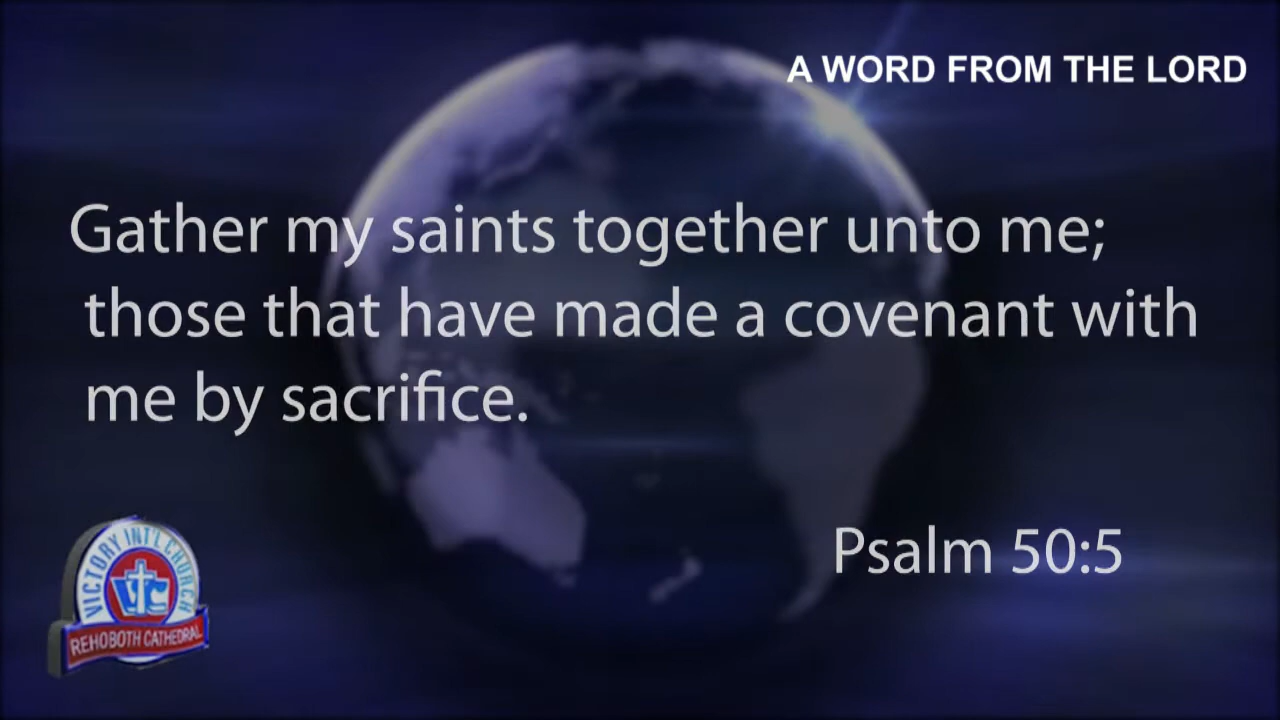 A WORD FROM THE LORD
Gather my saints together unto me;
those that have made a covenant with
me by sacrifice.
Psalm 50:5
VICTORY INT'L CHURCH
VIC
REHOBOTH CATHEDRAL